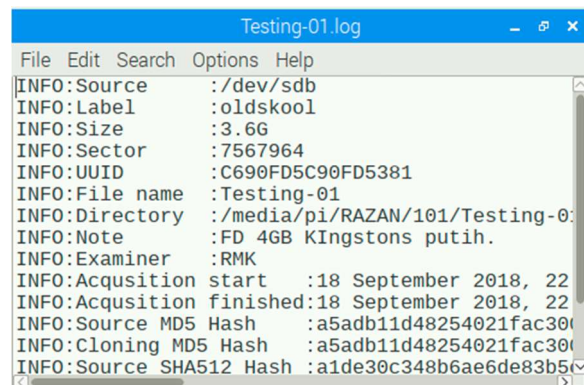 Testing-01.log
File Edit Search Options Help
INFO:Source :/dev/sdb
INFO:Label :oldskool
INFO:Size :3.6G
INFO:Sector :7567964
INFO:UUID :C690FD5C90FD5381
INFO:File name :Testing-01
INFO:Directory :/media/pi/RAZAN/101/Testing-01
INFO:Note :FD 4GB KIngstons putih.
INFO:Examiner :RMK
INFO:Acqusition start :18 September 2018, 22
INFO:Acqusition finished:18 September 2018, 22
INFO:Source MD5 Hash :a5adb11d48254021fac300
INFO:Cloning MD5 Hash :a5adb11d48254021fac300
INFO:Source SHA512 Hash :a1de30c348b6ae6de83b5